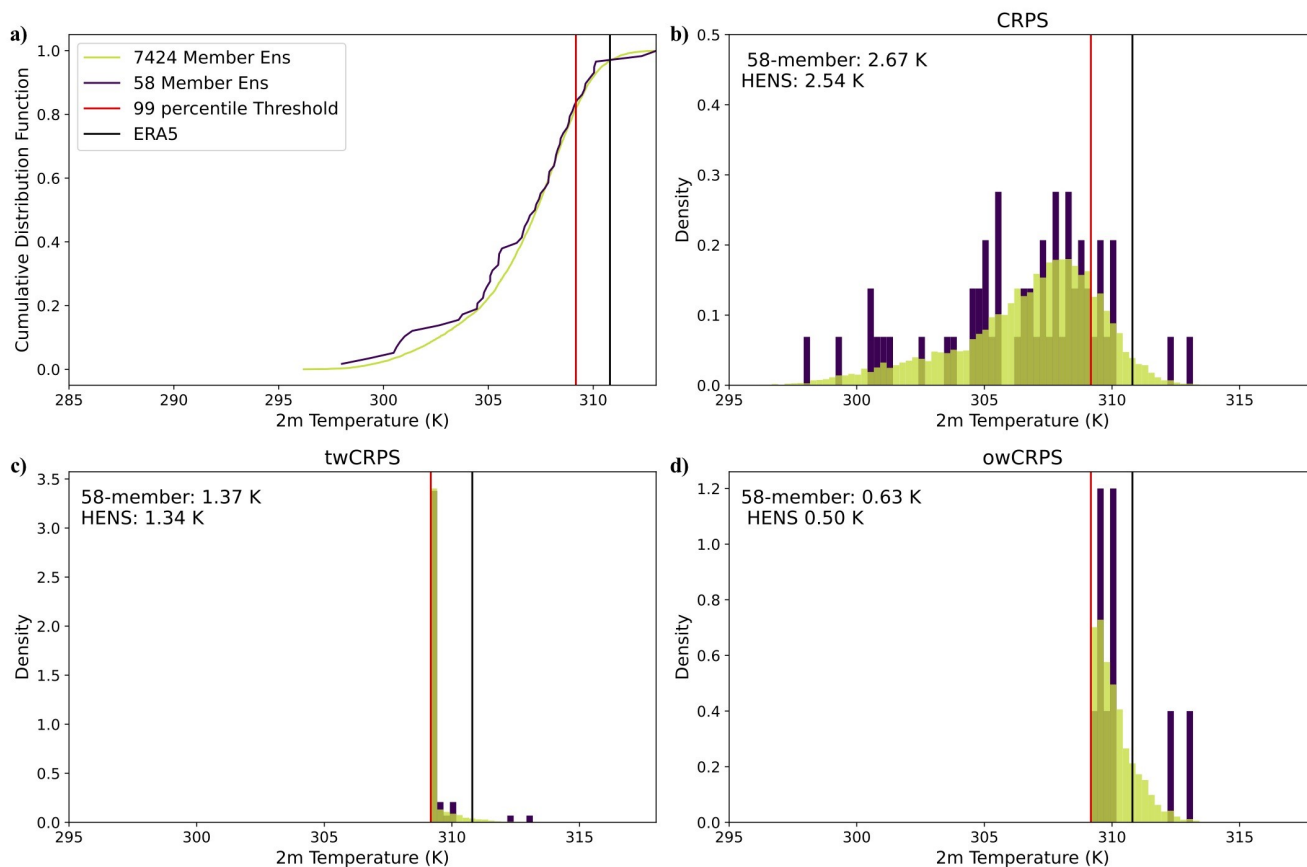 a)
1.0
0.8
0.6
0.4
0.2
0.0
Cumulative Distribution Function
7424 Member Ens
58 Member Ens
99 percentile Threshold
ERA5
285 290 295 300 305 310
2m Temperature (K)
b)
CRPS
58-member: 2.67 K
HENS: 2.54 K
0.5
0.4
0.3
0.2
0.1
0.0
Density
295 300 305 310 315
2m Temperature (K)
c)
twCRPS
58-member: 1.37 K
HENS: 1.34 K
3.5
3.0
2.5
2.0
1.5
1.0
0.5
0.0
Density
295 300 305 310 315
2m Temperature (K)
d)
owCRPS
58-member: 0.63 K
HENS 0.50 K
1.2
1.0
0.8
0.6
0.4
0.2
0.0
Density
295 300 305 310 315
2m Temperature (K)